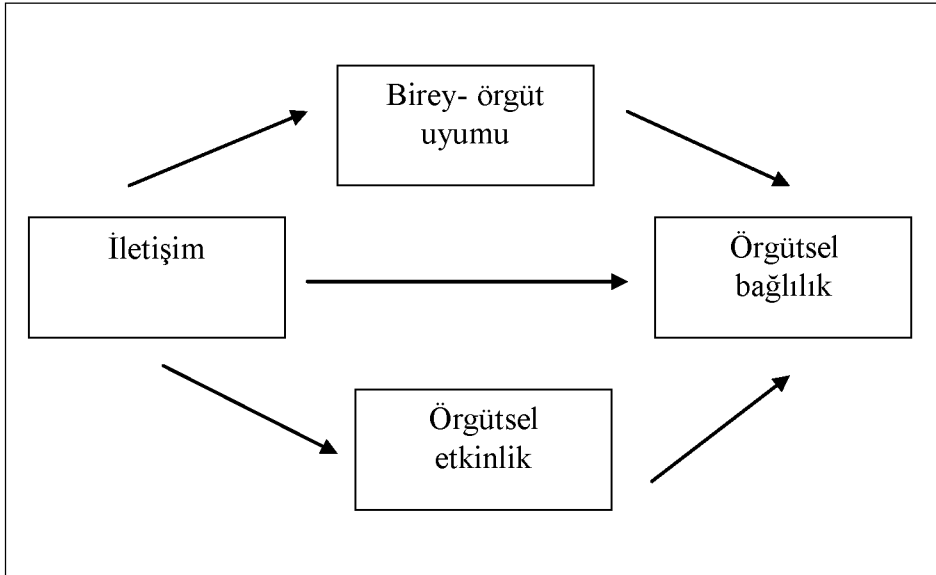 Birey- örgüt
uyumu
İletişim
Örgütsel
bağlılık
Örgütsel
etkinlik